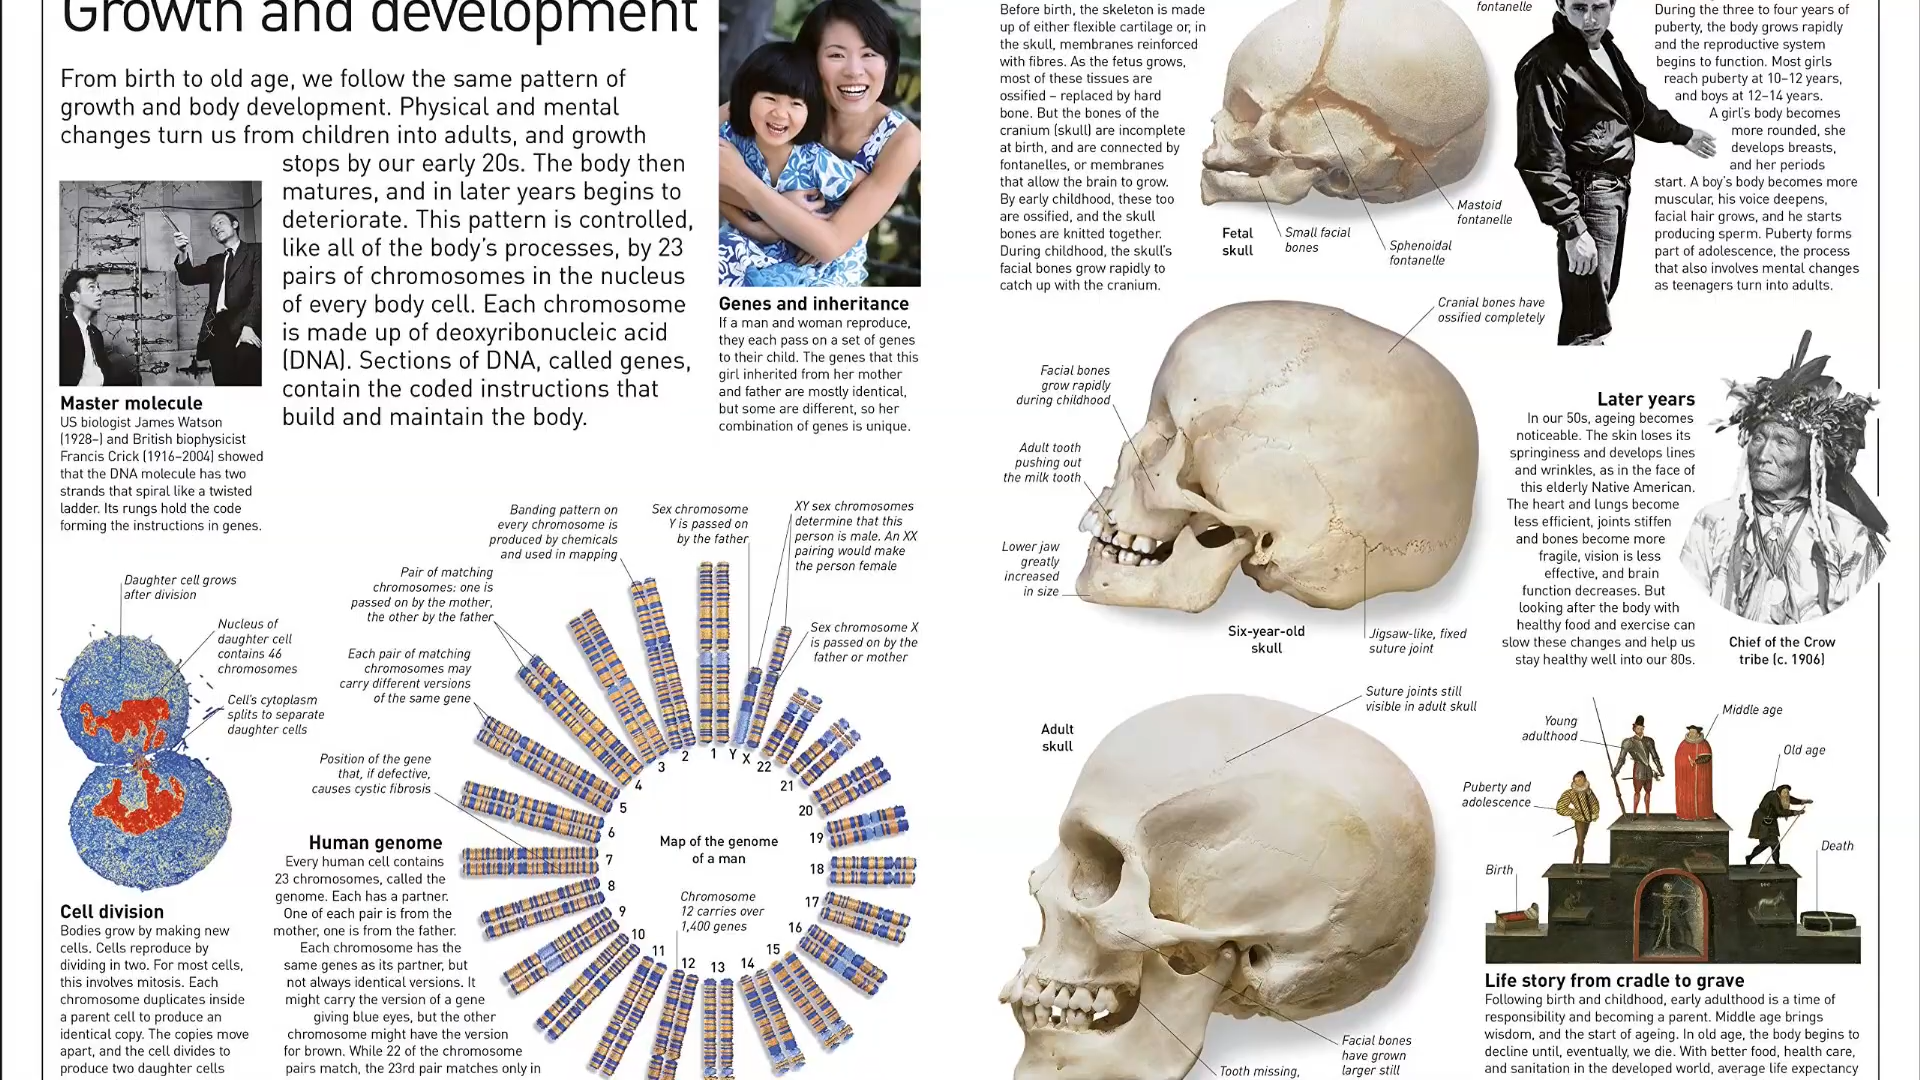 Growth and development
From birth to old age, we follow the same pattern of
growth and body development. Physical and mental
changes turn us from children into adults, and growth
stops by our early 20s. The body then
matures, and in later years begins to
deteriorate. This pattern is controlled,
like all of the body's processes, by 23
pairs of chromosomes in the nucleus
of every body cell. Each chromosome
is made up of deoxyribonucleic acid
(DNA). Sections of DNA, called genes,
contain the coded instructions that
build and maintain the body.
Master molecule
US biologist James Watson
(1928–) and British biophysicist
Francis Crick (1916–2004) showed
that the DNA molecule has two
strands that spiral like a twisted
ladder. Its rungs hold the code
forming the instructions in genes.
Genes and inheritance
If a man and woman reproduce,
they each pass on a set of genes
to their child. The genes that this
girl inherited from her mother
and father are mostly identical,
but some are different, so her
combination of genes is unique.
Daughter cell grows
after division
Nucleus of
daughter cell
contains 46
chromosomes
Cell's cytoplasm
splits to separate
daughter cells
Cell division
Bodies grow by making new
cells. Cells reproduce by
dividing in two. For most cells,
this involves mitosis. Each
chromosome duplicates inside
a parent cell to produce an
identical copy. The copies move
apart, and the cell divides to
produce two daughter cells
Banding pattern on
every chromosome is
produced by chemicals
and used in mapping
Sex chromosome
Y is passed on
by the father
XY sex chromosomes
determine that this
person is male. An XX
pairing would make
the person female
Pair of matching
chromosomes: one is
passed on by the mother,
the other by the father
Sex chromosome X
is passed on by the
father or mother
Each pair of matching
chromosomes may
carry different versions
of the same gene
Position of the gene
that, if defective,
causes cystic fibrosis
Human genome
Every human cell contains
23 chromosomes, called the
genome. Each has a partner.
One of each pair is from the
mother, one is from the father.
Each chromosome has the
same genes as its partner, but
not always identical versions. It
might carry the version of a gene
giving blue eyes, but the other
chromosome might have the version
for brown. While 22 of the chromosome
pairs match, the 23rd pair matches only in
Map of the genome
of a man
Chromosome
12 carries over
1,400 genes
1
2
3
4
5
6
7
8
9
10
11
12
13
14
15
16
17
18
19
20
21
22
X
Y
Before birth, the skeleton is made
up of either flexible cartilage or, in
the skull, membranes reinforced
with fibres. As the fetus grows,
most of these tissues are
ossified – replaced by hard
bone. But the bones of the
cranium (skull) are incomplete
at birth, and are connected by
fontanelles, or membranes
that allow the brain to grow.
By early childhood, these too
are ossified, and the skull
bones are knitted together.
During childhood, the skull's
facial bones grow rapidly to
catch up with the cranium.
fontanelle
Mastoid
fontanelle
Sphenoidal
fontanelle
Small facial
bones
Fetal
skull
Cranial bones have
ossified completely
Facial bones
grow rapidly
during childhood
Adult tooth
pushing out
the milk tooth
Lower jaw
greatly
increased
in size
Six-year-old
skull
Jigsaw-like, fixed
suture joint
Adult
skull
Suture joints still
visible in adult skull
Facial bones
have grown
larger still
Tooth missing,
During the three to four years of
puberty, the body grows rapidly
and the reproductive system
begins to function. Most girls
reach puberty at 10–12 years,
and boys at 12–14 years.
A girl's body becomes
more rounded, she
develops breasts,
and her periods
start. A boy's body becomes more
muscular, his voice deepens,
facial hair grows, and he starts
producing sperm. Puberty forms
part of adolescence, the process
that also involves mental changes
as teenagers turn into adults.
Later years
In our 50s, ageing becomes
noticeable. The skin loses its
springiness and develops lines
and wrinkles, as in the face of
this elderly Native American.
The heart and lungs become
less efficient, joints stiffen
and bones become more
fragile, vision is less
effective, and brain
function decreases. But
looking after the body with
healthy food and exercise can
slow these changes and help us
stay healthy well into our 80s.
Chief of the Crow
tribe (c. 1906)
Young
adulthood
Middle age
Old age
Puberty and
adolescence
Death
Birth
Life story from cradle to grave
Following birth and childhood, early adulthood is a time of
responsibility and becoming a parent. Middle age brings
wisdom, and the start of ageing. In old age, the body begins to
decline until, eventually, we die. With better food, health care,
and sanitation in the developed world, average life expectancy